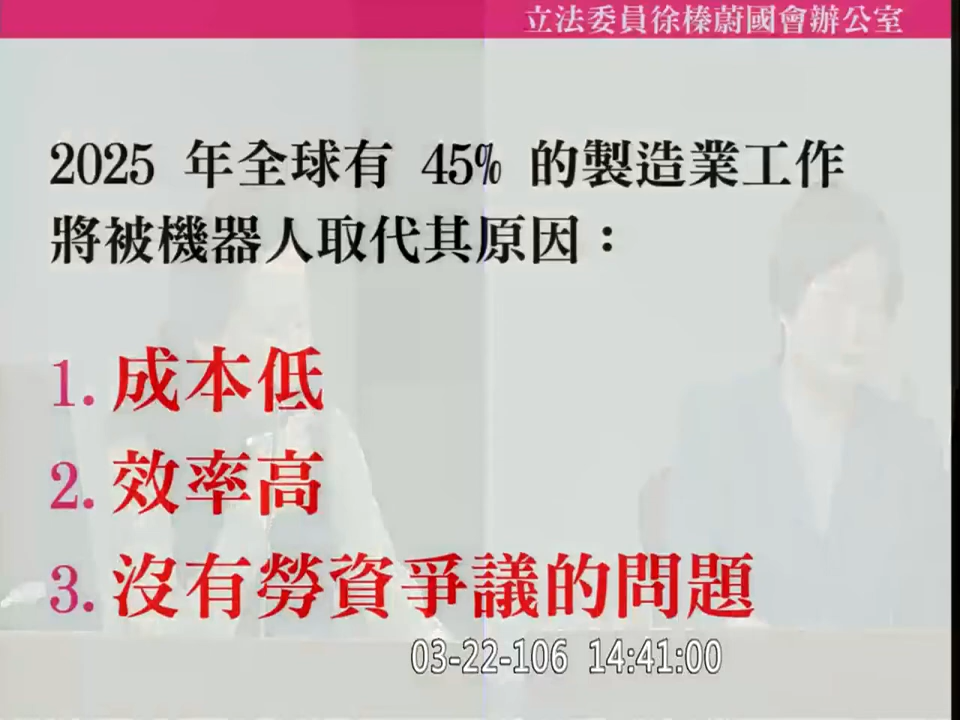 立法委員徐榛蔚國會辦公室
2025 年全球有 45% 的製造業工作
將被機器人取代其原因：
1. 成本低
2. 效率高
3. 沒有勞資爭議的問題
03-22-106 14:41:00